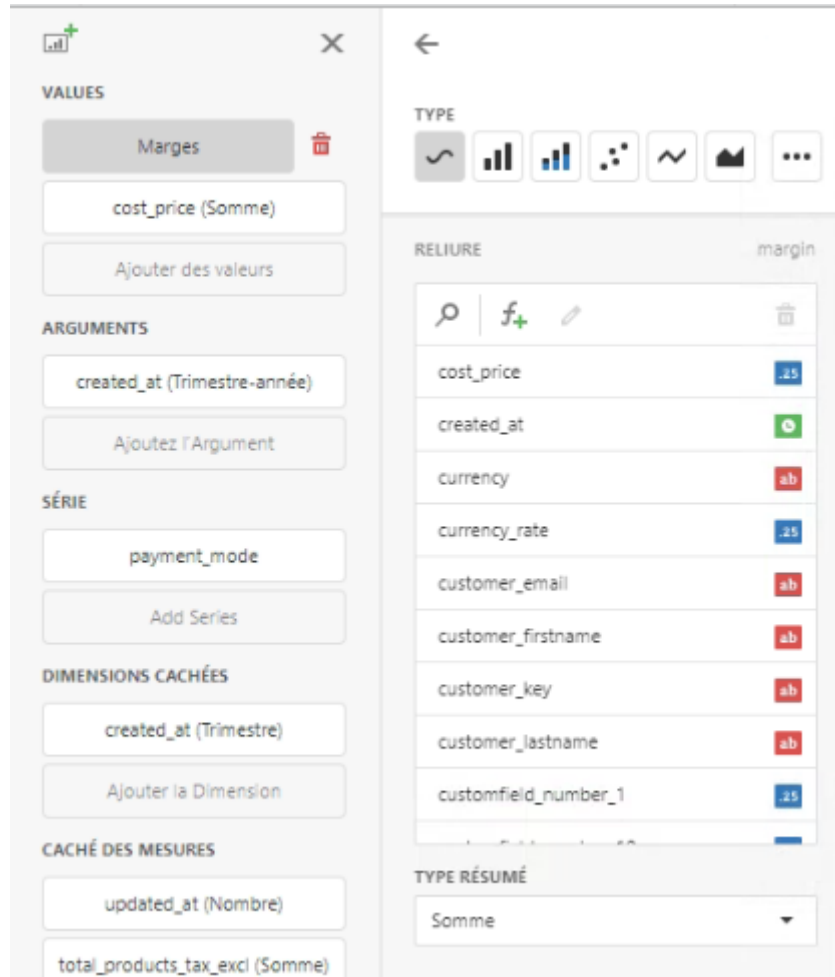 VALUES
Marges
cost_price (Somme)
Ajouter des valeurs
ARGUMENTS
created_at (Trimestre-année)
Ajoutez l'Argument
SÉRIE
payment_mode
Add Series
DIMENSIONS CACHÉES
created_at (Trimestre)
Ajouter la Dimension
CACHÉ DES MESURES
updated_at (Nombre)
total_products_tax_excl (Somme)
TYPE
RELIURE margin
cost_price .25
created_at
currency ab
currency_rate .25
customer_email ab
customer_firstname ab
customer_key ab
customer_lastname ab
customfield_number_1 .25
TYPE RÉSUMÉ
Somme